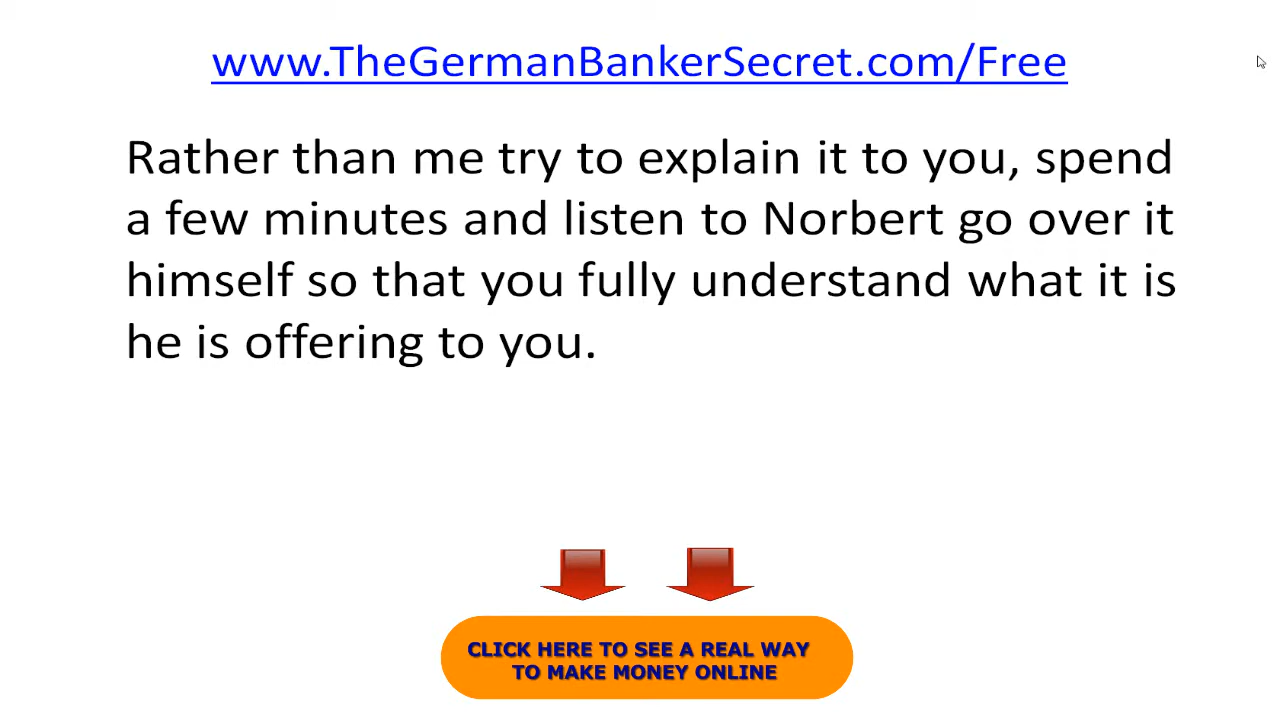 www.TheGermanBankerSecret.com/Free
Rather than me try to explain it to you, spend
a few minutes and listen to Norbert go over it
himself so that you fully understand what it is
he is offering to you.
CLICK HERE TO SEE A REAL WAY
TO MAKE MONEY ONLINE